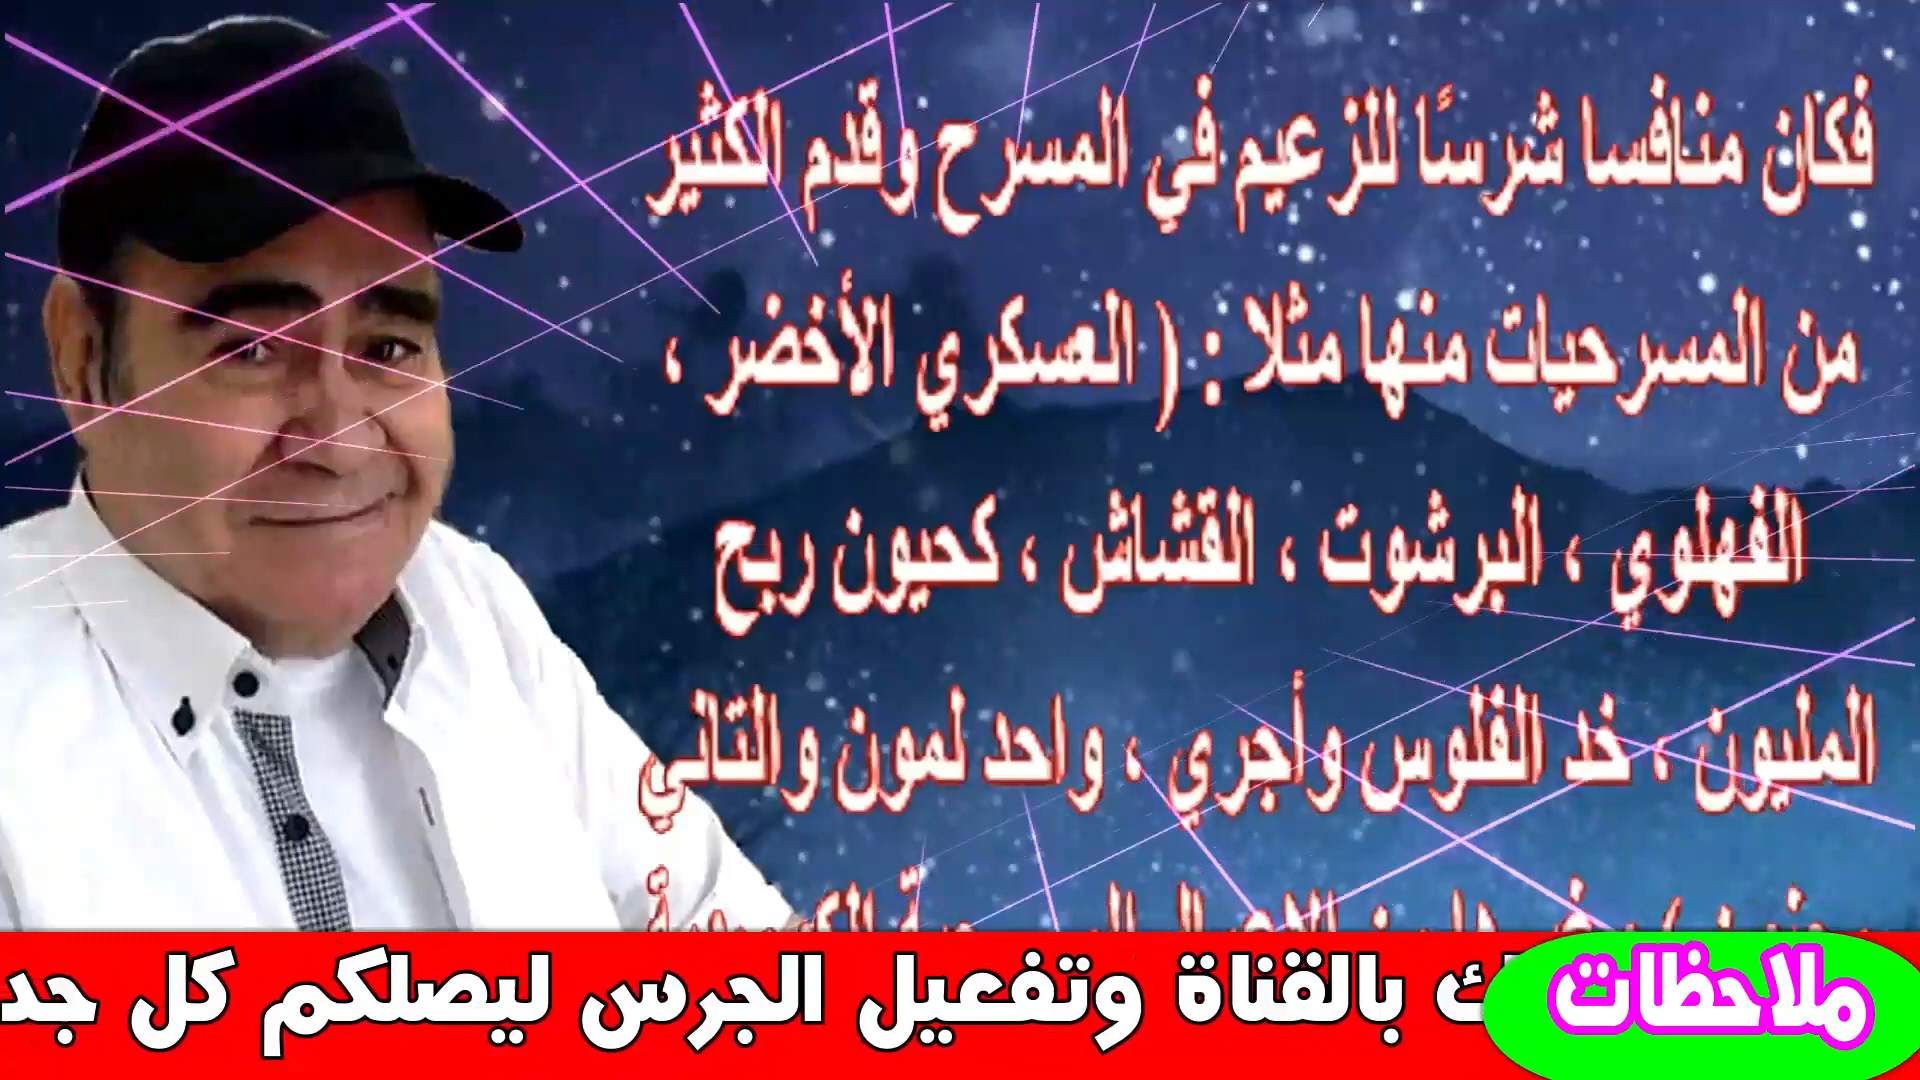 فكان منافسا شرسًا للزعيم في المسرح وقدم الكثير
من المسرحيات منها مثلا : ( العسكري الأخضر ،
الفهلوي ، البرشوت ، القشاش ، كحيون ربح
المليون ، خد الفلوس وأجري ، واحد لمون والتاني
بالقناة وتفعيل الجرس ليصلكم كل جد
ملاحظات